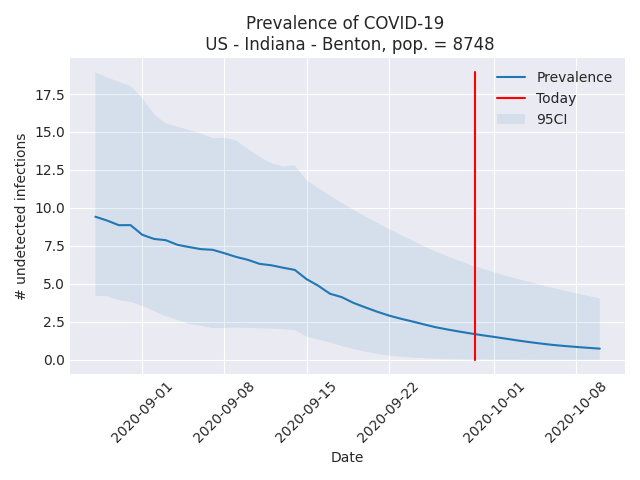 Prevalence of COVID-19
US - Indiana - Benton, pop. = 8748
Prevalence
Today
95CI
17.5
15.0
12.5
10.0
7.5
5.0
2.5
0.0
# undetected infections
2020-09-01
2020-09-08
2020-09-15
2020-09-22
2020-10-01
2020-10-08
Date